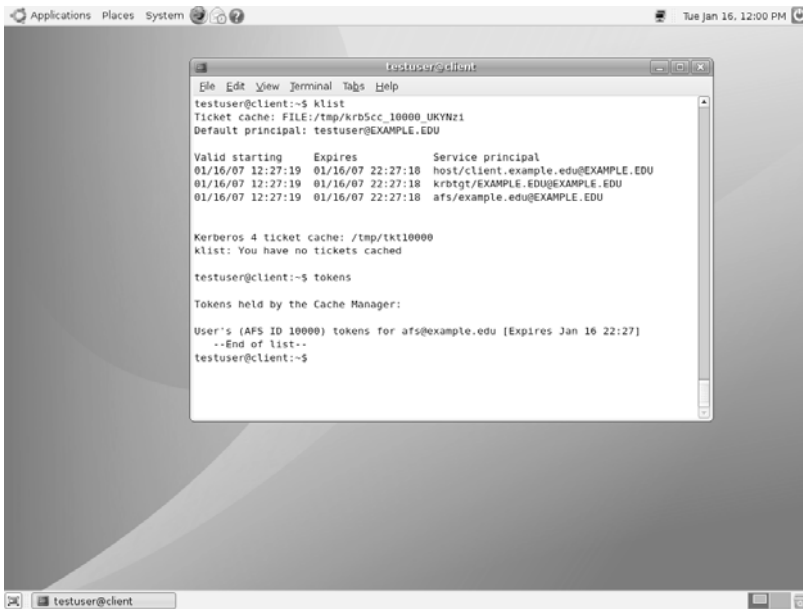 Applications Places System
Tue Jan 16, 12:00 PM
testuser@client
File Edit View Terminal Tabs Help
testuser@client:~$ klist
Ticket cache: FILE:/tmp/krb5cc_10000_UKYNzi
Default principal: testuser@EXAMPLE.EDU
Valid starting Expires Service principal
01/16/07 12:27:19 01/16/07 22:27:18 host/client.example.edu@EXAMPLE.EDU
01/16/07 12:27:19 01/16/07 22:27:18 krbtgt/EXAMPLE.EDU@EXAMPLE.EDU
01/16/07 12:27:19 01/16/07 22:27:18 afs/example.edu@EXAMPLE.EDU
Kerberos 4 ticket cache: /tmp/tkt10000
klist: You have no tickets cached
testuser@client:~$ tokens
Tokens held by the Cache Manager:
User's (AFS ID 10000) tokens for afs@example.edu [Expires Jan 16 22:27]
--End of list--
testuser@client:~$
testuser@client